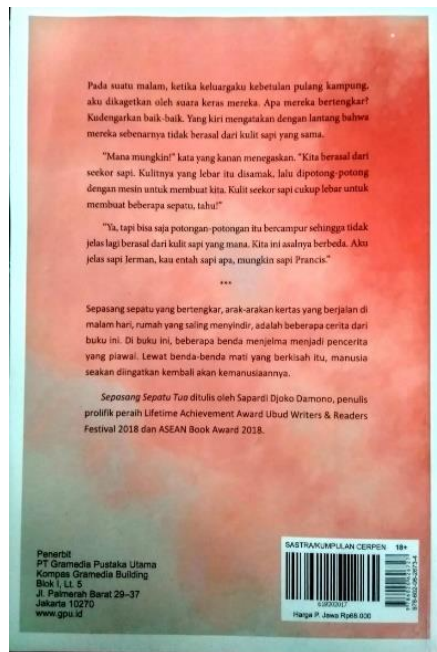 Pada suatu malam, ketika keluargaku kebetulan pulang kampung,
aku dikagetkan oleh suara keras mereka. Apa mereka bertengkar?
Kudengarkan baik-baik. Yang kiri mengatakan dengan lantang bahwa
mereka sebenarnya tidak berasal dari kulit sapi yang sama.
"Mana mungkin!" kata yang kanan menegaskan. "Kita berasal dari
seekor sapi. Kulitnya yang lebar itu disamak, lalu dipotong-potong
dengan mesin untuk membuat kita. Kulit seekor sapi cukup lebar untuk
membuat beberapa sepatu, tahu!"
"Ya, tapi bisa saja potongan-potongan itu bercampur sehingga tidak
jelas lagi berasal dari kulit sapi yang mana. Kita ini asalnya berbeda. Aku
jelas sapi Jerman, kau entah sapi apa, mungkin sapi Prancis."
***
Sepasang sepatu yang bertengkar, arak-arakan kertas yang berjalan di
malam hari, rumah yang saling menyindir, adalah beberapa cerita dari
buku ini. Di buku ini, beberapa benda menjelma menjadi pencerita
yang piawai. Lewat benda-benda mati yang berkisah itu, manusia
seakan diingatkan kembali akan kemanusiaannya.
Sepasang Sepatu Tua ditulis oleh Sapardi Djoko Damono, penulis
prolifik peraih Lifetime Achievement Award Ubud Writers & Readers
Festival 2018 dan ASEAN Book Award 2018.
Penerbit
PT Gramedia Pustaka Utama
Kompas Gramedia Building
Blok I, Lt. 5
Jl. Palmerah Barat 29-37
Jakarta 10270
www.gpu.id
SASTRA/KUMPULAN CERPEN 18+
619202017
Harga P. Jawa Rp68.000